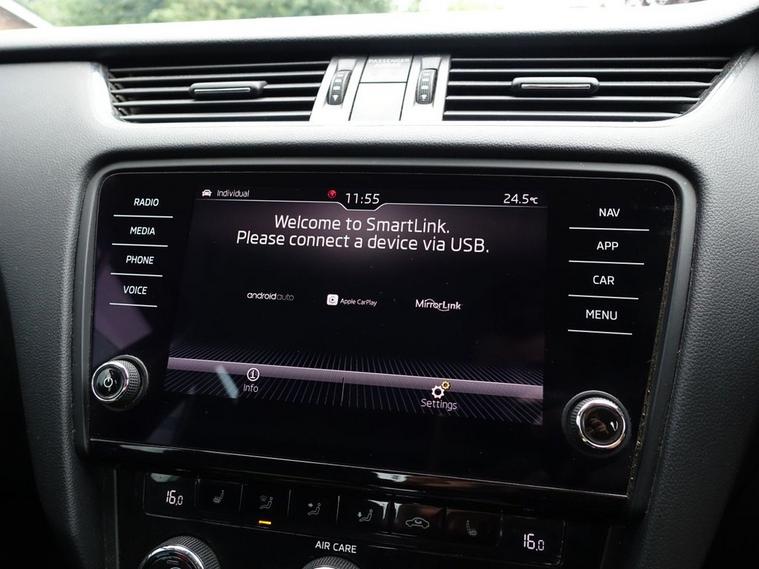 PASSENGER
RADIO
MEDIA
PHONE
VOICE
Individual
11:55
24.5°C
Welcome to SmartLink.
Please connect a device via USB.
androidauto
Apple CarPlay
MirrorLink
Info
Settings
NAV
APP
CAR
MENU
16.0
16.0
AIR CARE